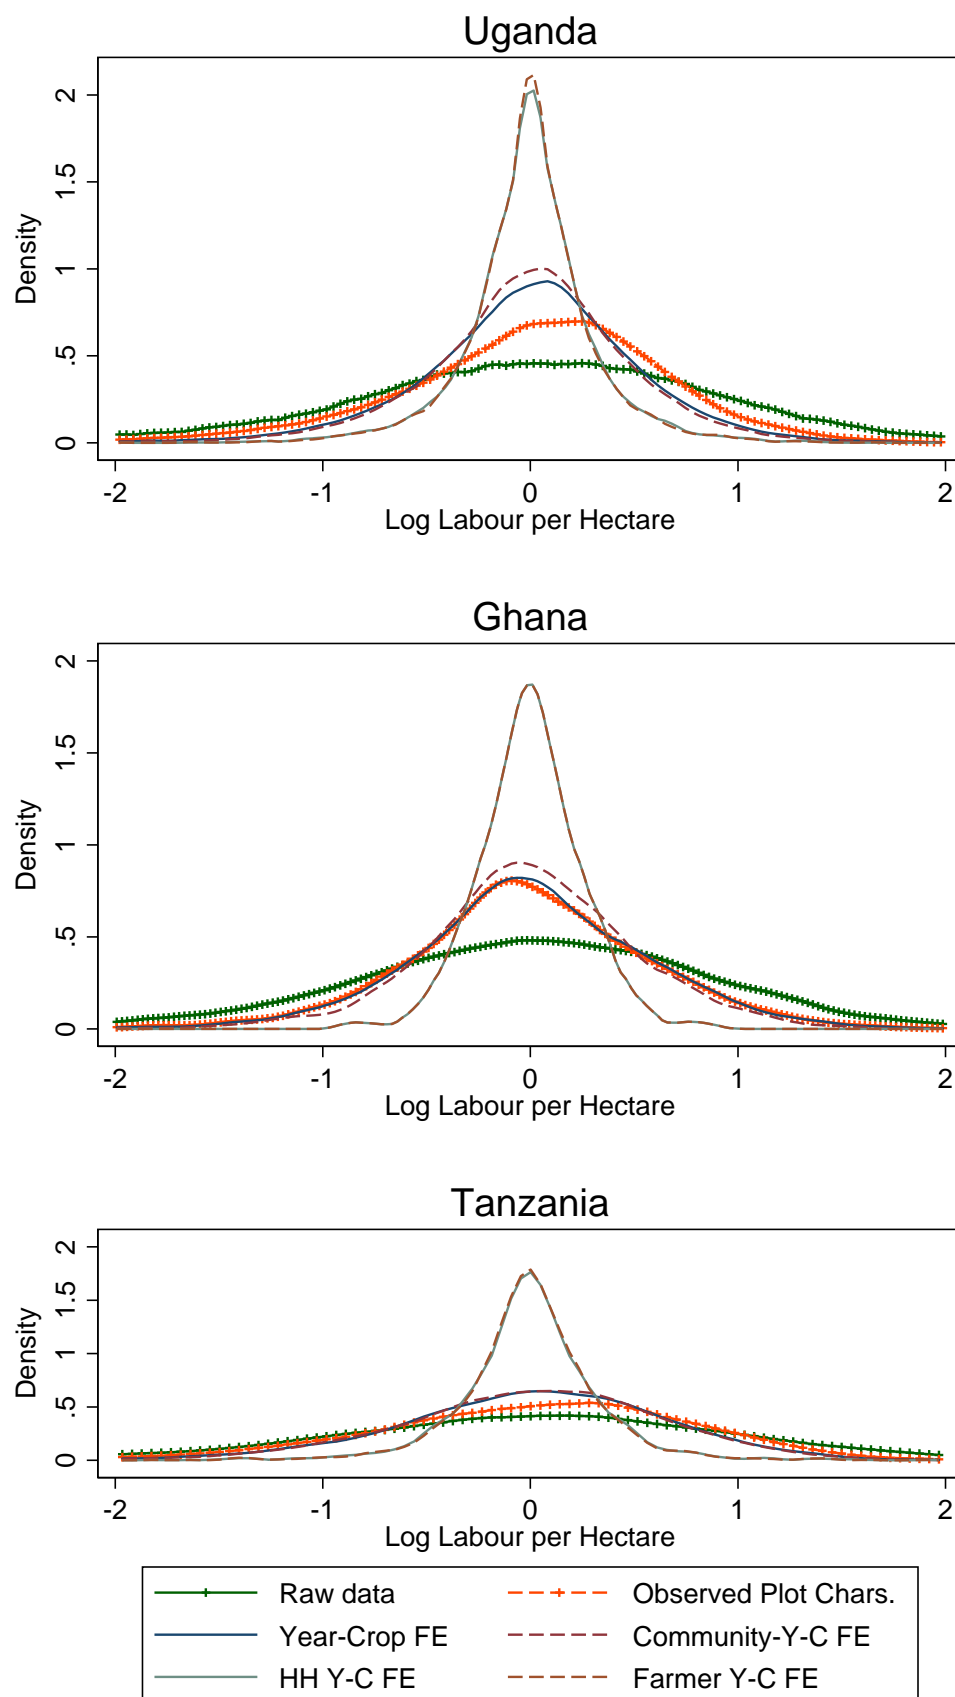 Uganda
Density
2
1.5
1
.5
0
-2 -1 0 1 2
Log Labour per Hectare
Ghana
Density
2
1.5
1
.5
0
-2 -1 0 1 2
Log Labour per Hectare
Tanzania
Density
2
1.5
1
.5
0
-2 -1 0 1 2
Log Labour per Hectare
Raw data Observed Plot Chars.
Year-Crop FE Community-Y-C FE
HH Y-C FE Farmer Y-C FE